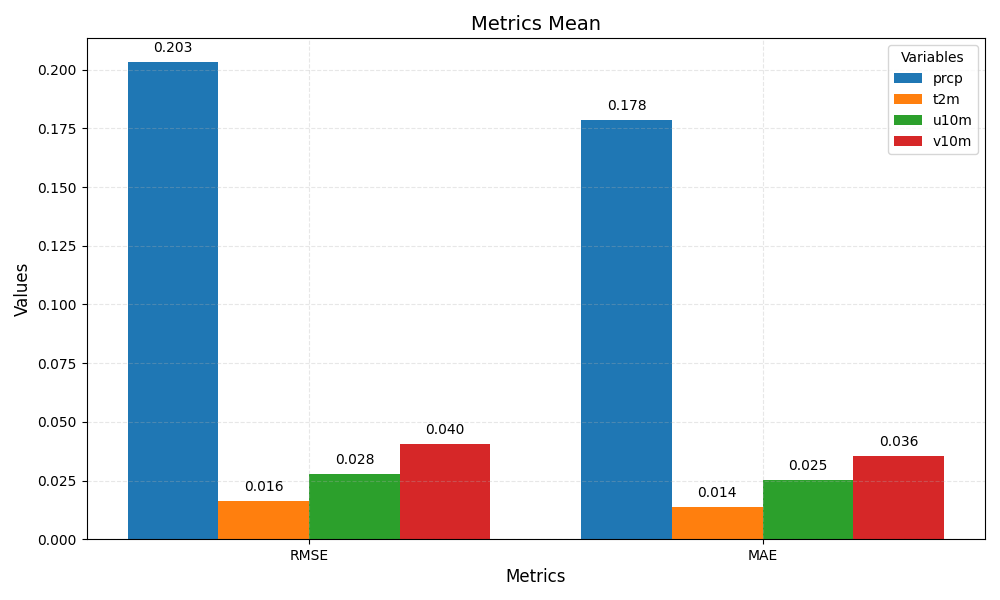 Metrics Mean
Variables
prcp
t2m
u10m
v10m
Values
0.200
0.175
0.150
0.125
0.100
0.075
0.050
0.025
0.000
0.203
0.016
0.028
0.040
0.178
0.014
0.025
0.036
RMSE
MAE
Metrics